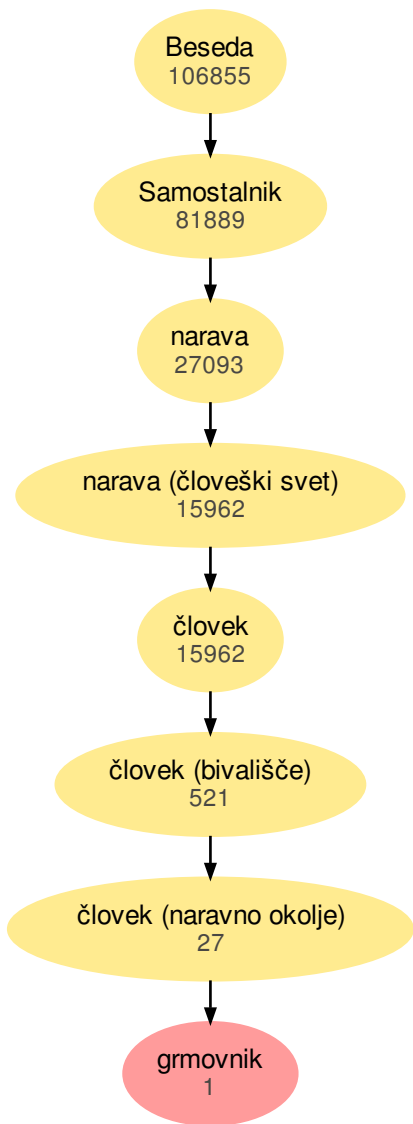 Beseda
106855
Samostalnik
81889
narava
27093
narava (človeški svet)
15962
človek
15962
človek (bivališče)
521
človek (naravno okolje)
27
grmovnik
1